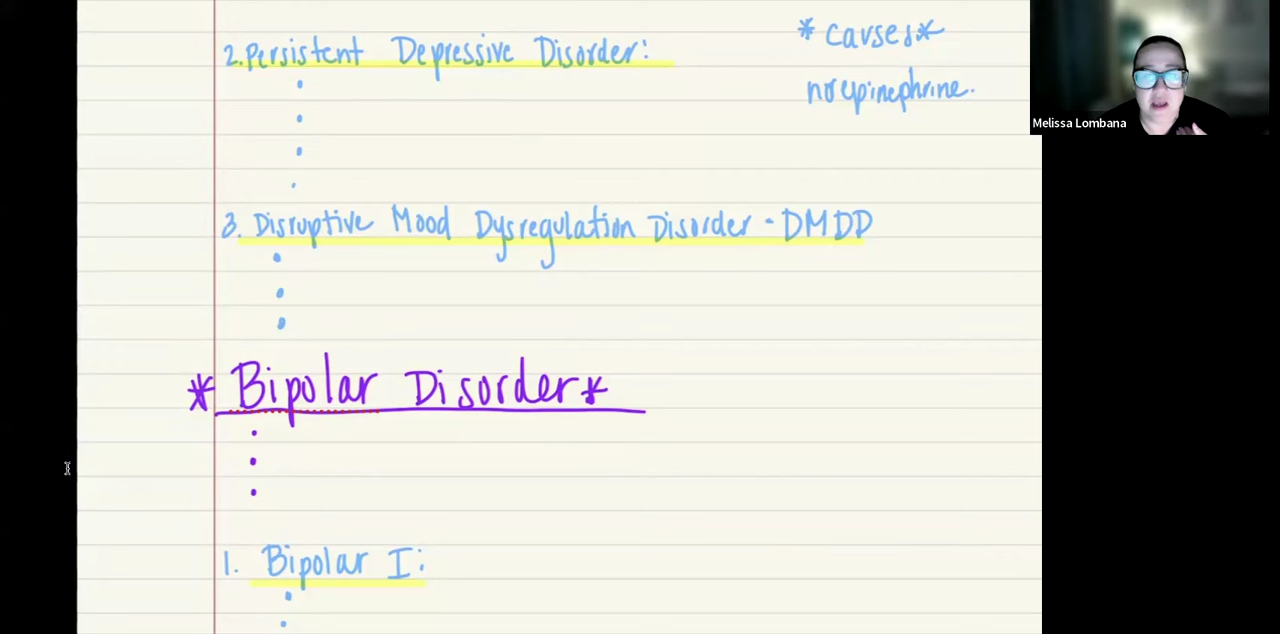 2. Persistent Depressive Disorder:
*causes*
norepinephrine.
Melissa Lombana
3. Disruptive Mood Dysregulation Disorder - DMDD
* Bipolar Disorder*
1. Bipolar I: